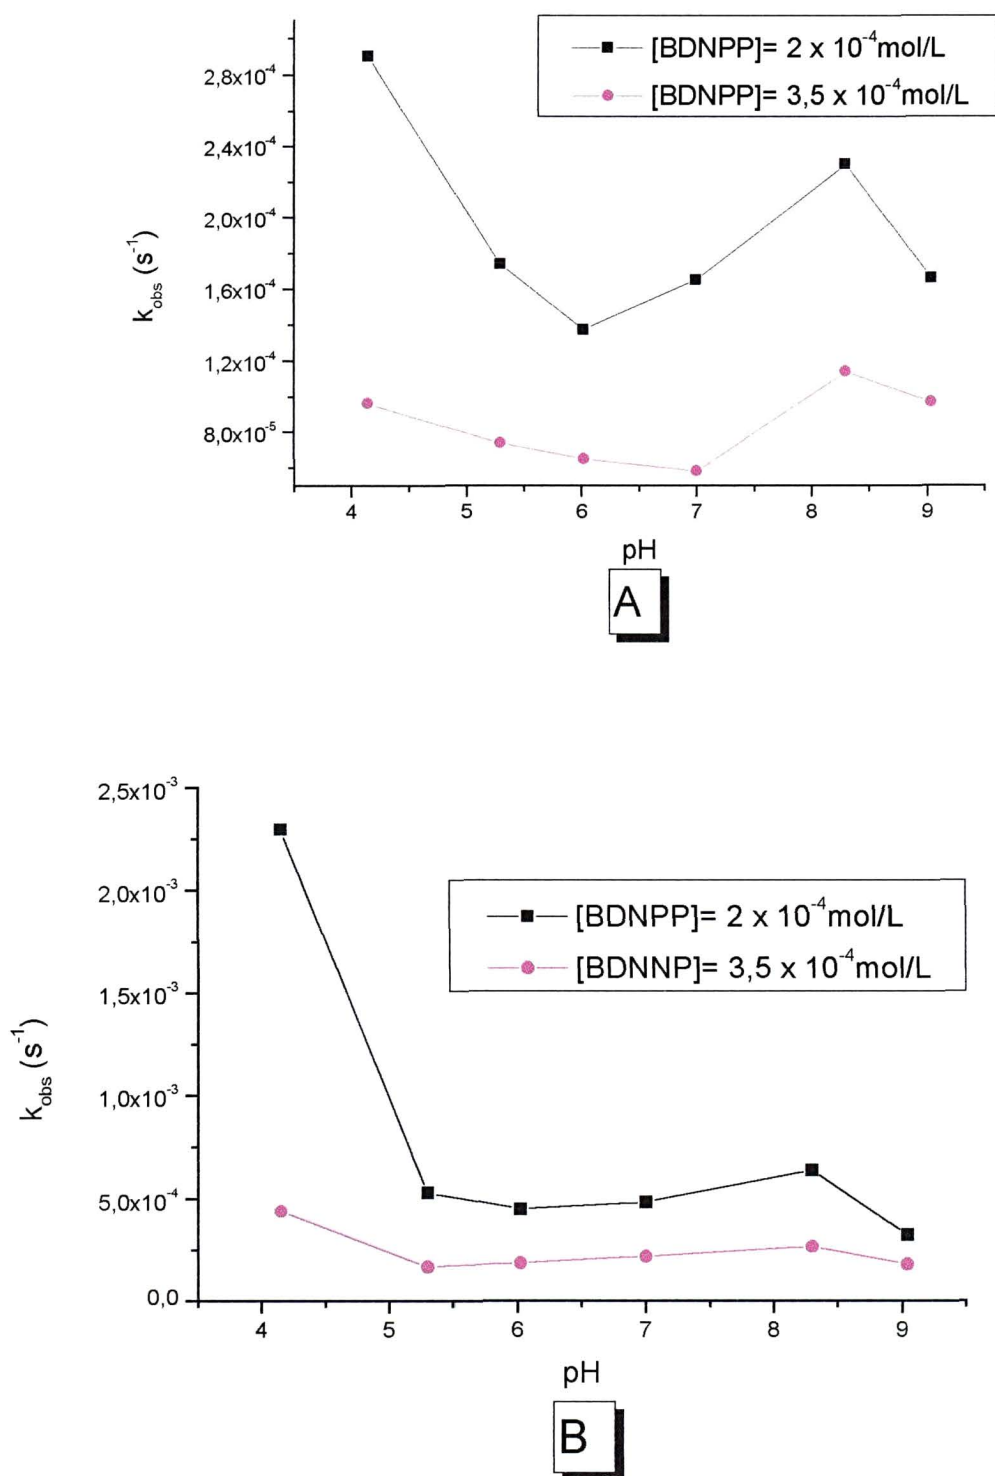 [BDNPP]= 2 x 10⁻⁴mol/L
[BDNPP]= 3,5 x 10⁻⁴mol/L
2,8x10⁻⁴
2,4x10⁻⁴
2,0x10⁻⁴
1,6x10⁻⁴
1,2x10⁻⁴
8,0x10⁻⁵
k_obs (s⁻¹)
4 5 6 7 8 9
pH
A
2,5x10⁻³
2,0x10⁻³
1,5x10⁻³
1,0x10⁻³
5,0x10⁻⁴
0,0
k_obs (s⁻¹)
[BDNPP]= 2 x 10⁻⁴mol/L
[BDNNP]= 3,5 x 10⁻⁴mol/L
4 5 6 7 8 9
pH
B